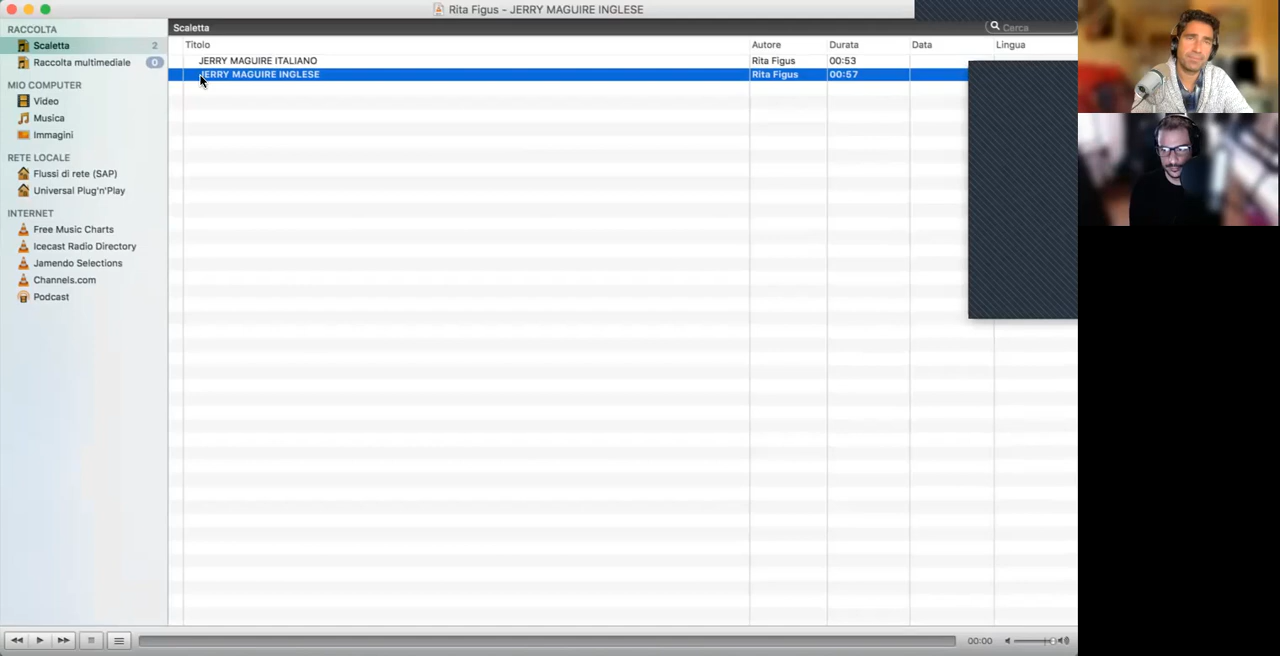 Rita Figus - JERRY MAGUIRE INGLESE
RACCOLTA
Scaletta 2
Raccolta multimediale 0
MIO COMPUTER
Video
Musica
Immagini
RETE LOCALE
Flussi di rete (SAP)
Universal Plug'n'Play
INTERNET
Free Music Charts
Icecast Radio Directory
Jamendo Selections
Channels.com
Podcast
Scaletta Cerca
Titolo Autore Durata Data Lingua
JERRY MAGUIRE ITALIANO Rita Figus 00:53
JERRY MAGUIRE INGLESE Rita Figus 00:57
00:00